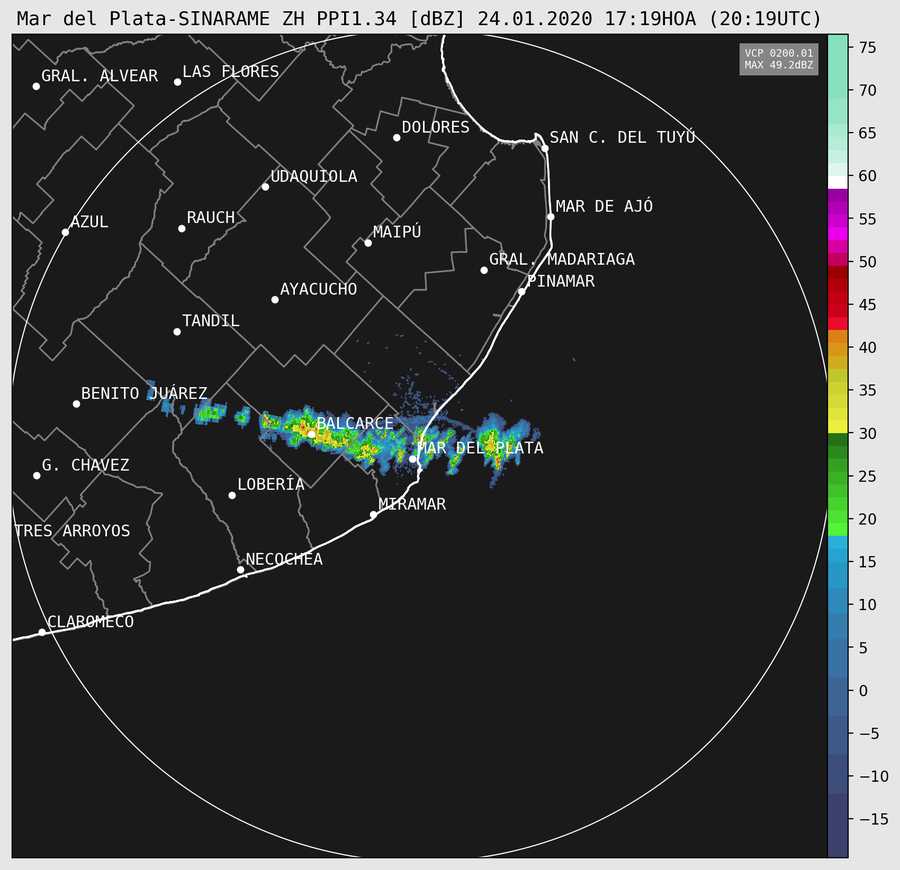 Mar del Plata-SINARAME ZH PPI1.34 [dBZ] 24.01.2020 17:19HOA (20:19UTC)
VCP 0200.01
MAX 49.2dBZ
GRAL. ALVEAR
LAS FLORES
DOLORES
SAN C. DEL TUYÚ
UDAQUIOLA
MAR DE AJÓ
AZUL
RAUCH
MAIPÚ
GRAL. MADARIAGA
PINAMAR
AYACUCHO
TANDIL
BENITO JUÁREZ
BALCARCE
MAR DEL PLATA
G. CHAVEZ
LOBERÍA
MIRAMAR
TRES ARROYOS
NECOCHEA
CLAROMECO
75
70
65
60
55
50
45
40
35
30
25
20
15
10
5
0
−5
−10
−15